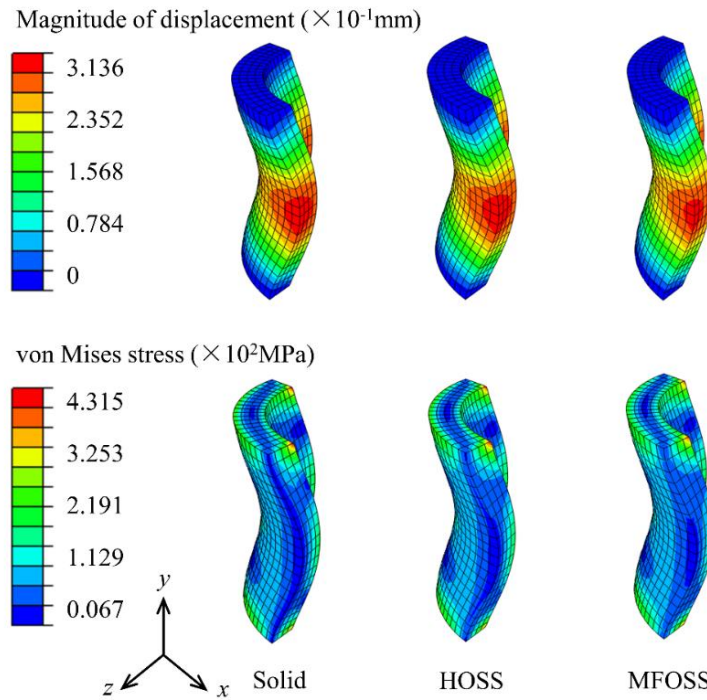 Magnitude of displacement (×10⁻¹mm)
3.136
2.352
1.568
0.784
0
von Mises stress (×10²MPa)
4.315
3.253
2.191
1.129
0.067
y
z
x
Solid
HOSS
MFOSS